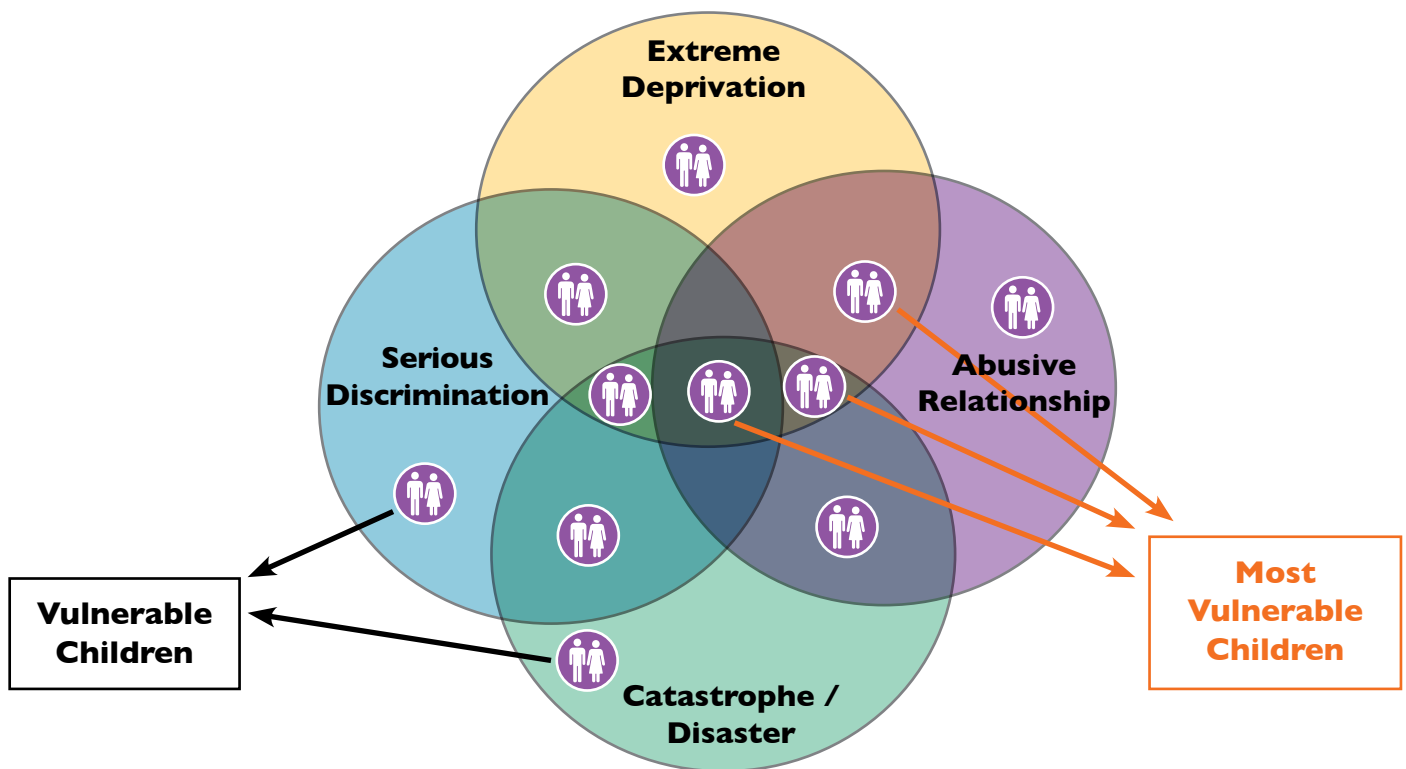 Extreme
Deprivation
Serious
Discrimination
Abusive
Relationship
Vulnerable
Children
Most
Vulnerable
Children
Catastrophe /
Disaster